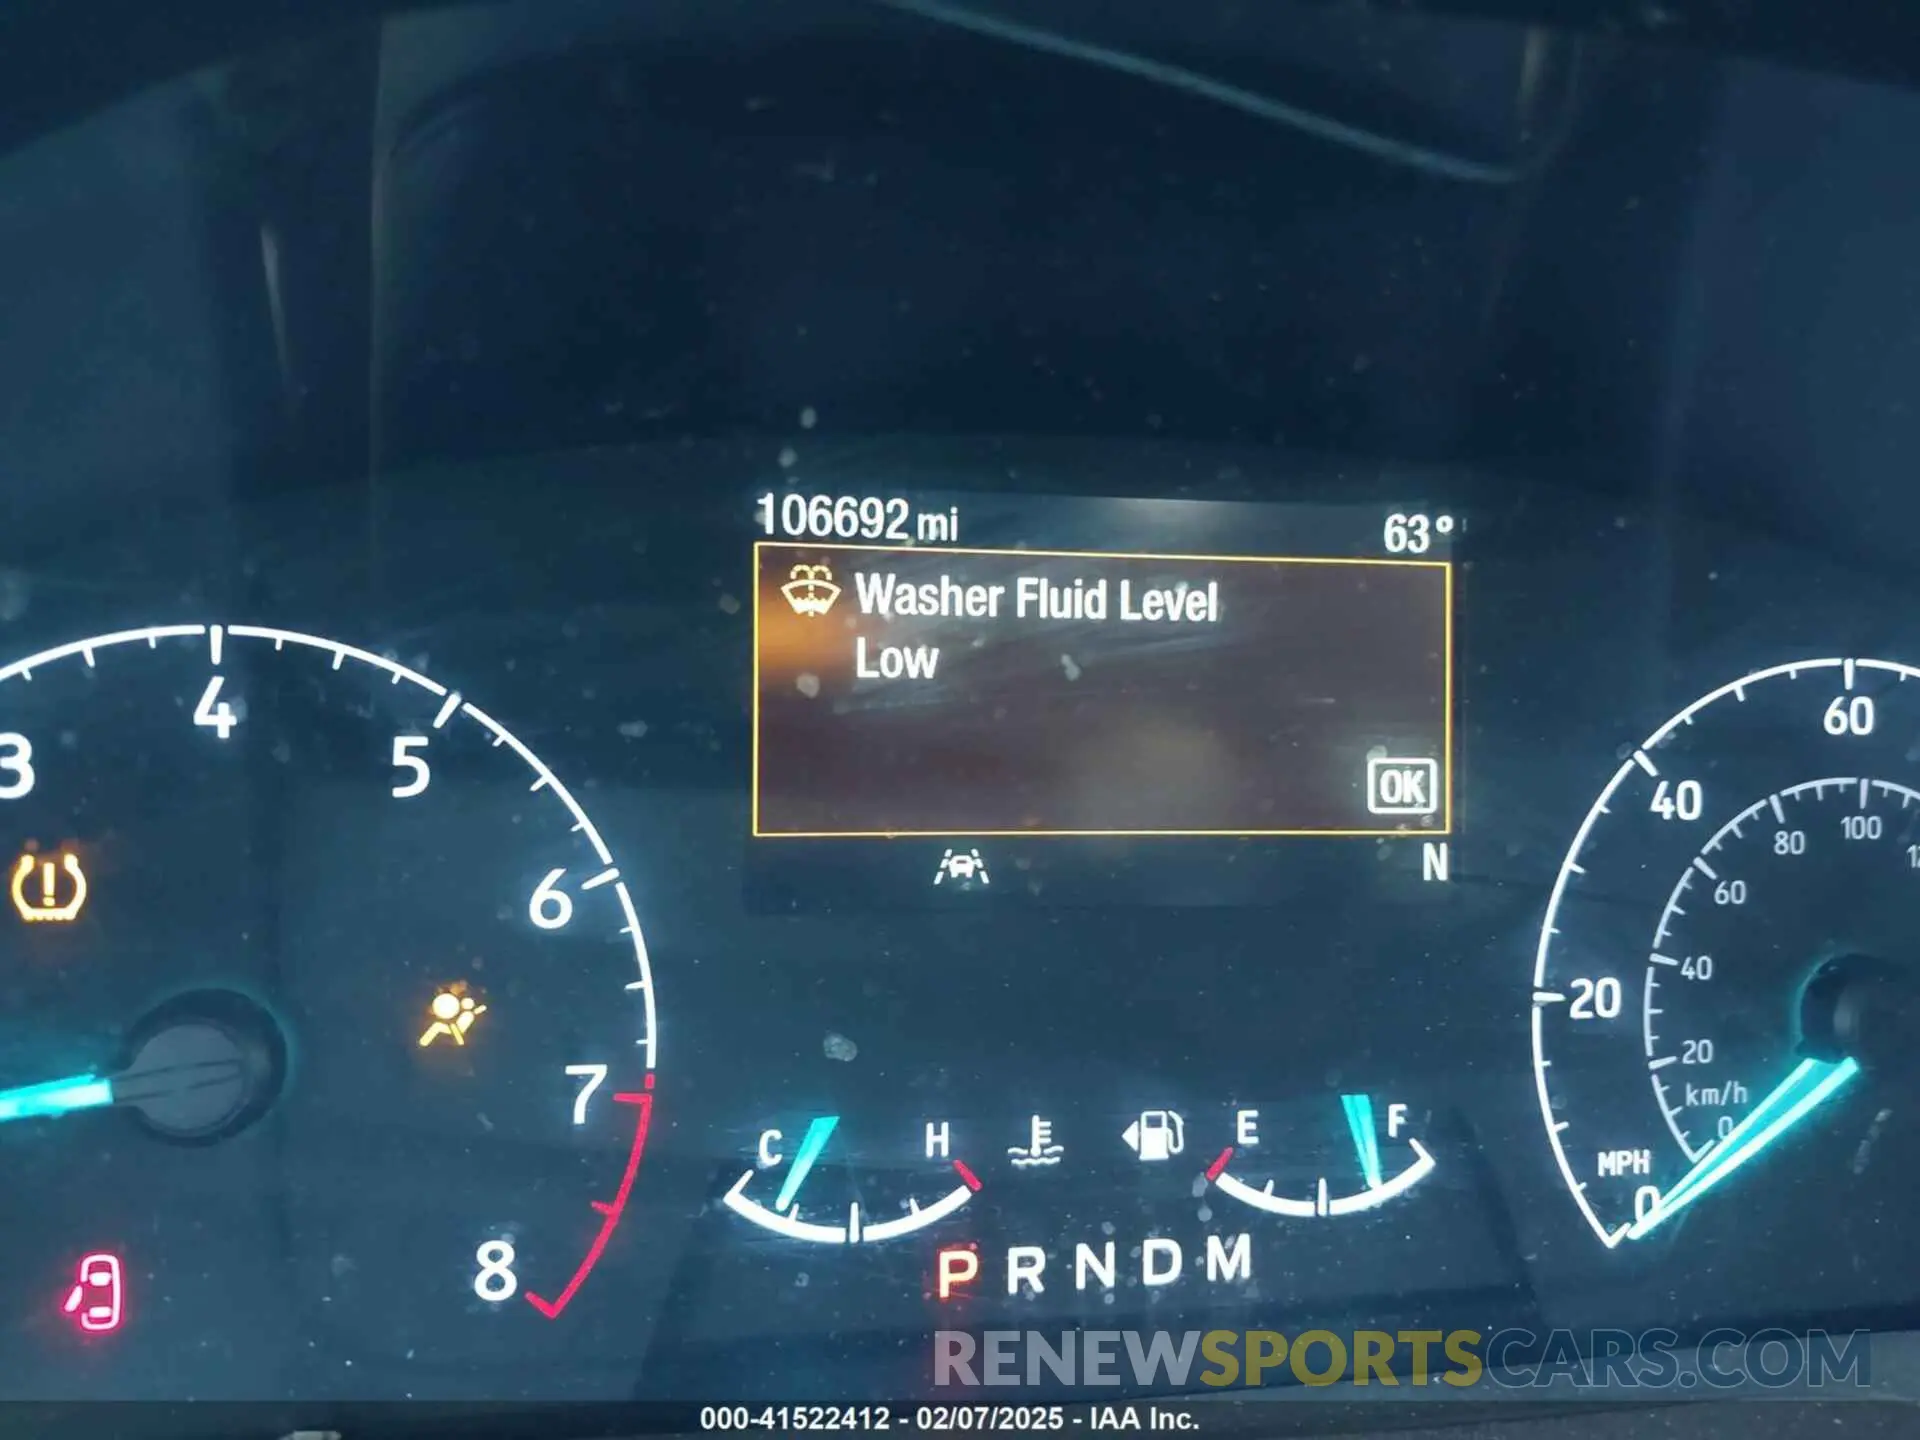 106692 mi 63°
Washer Fluid Level
Low
OK
N
3 4 5 6 7 8
C H E F
P R N D M
MPH 0 20 40 60
km/h 0 20 40 60 80 100
RENEWSPORTSCARS.COM
000-41522412 - 02/07/2025 - IAA Inc.